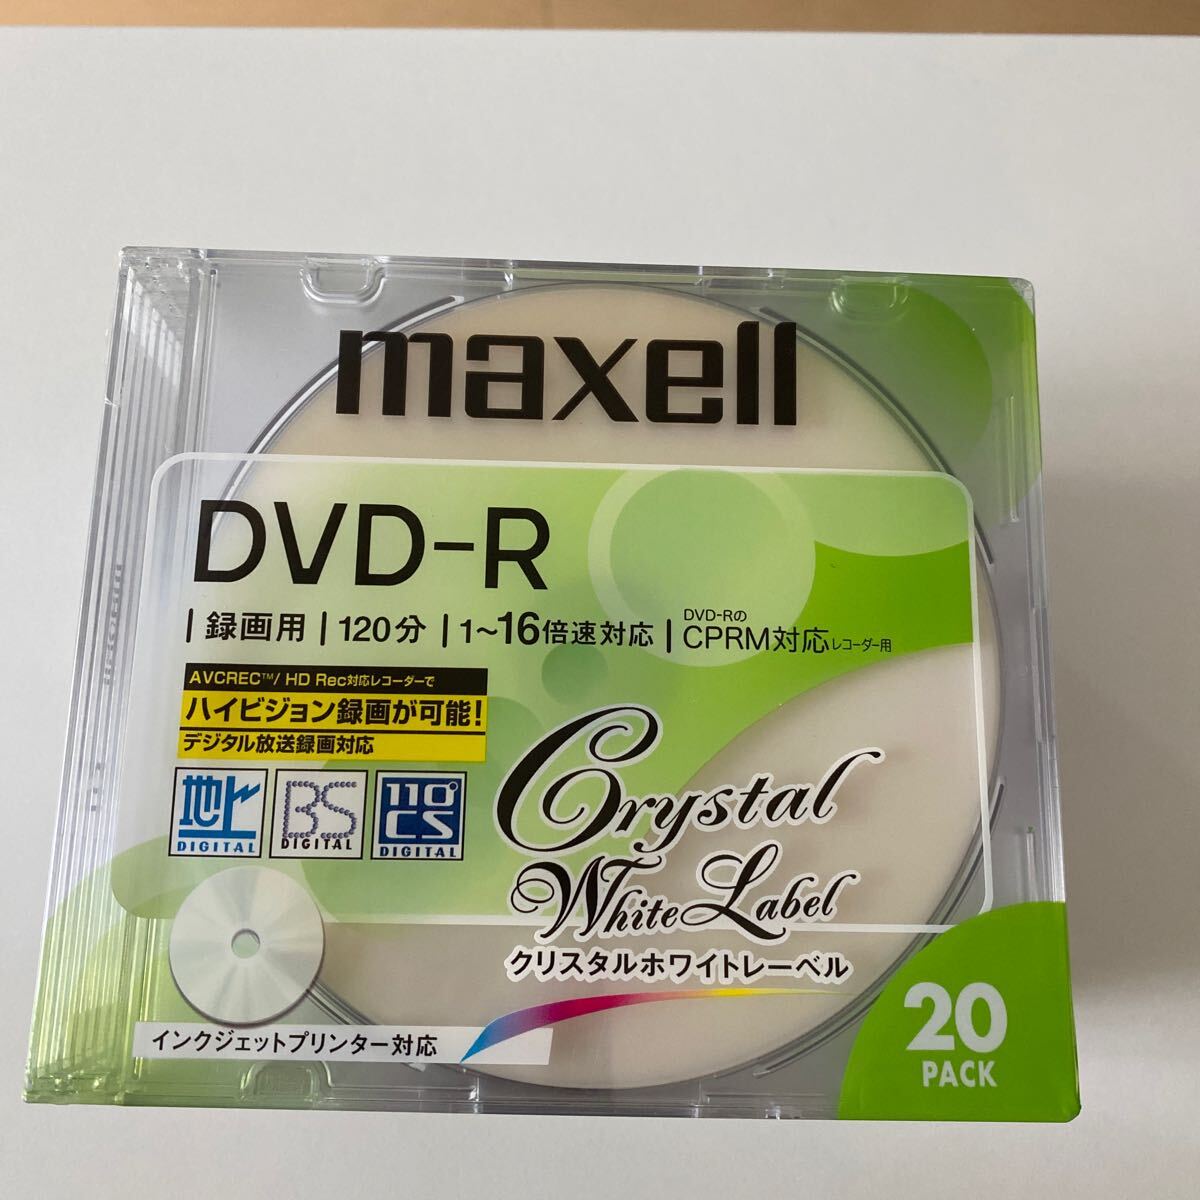 maxell
DVD-R
録画用 120分 1~16倍速対応 DVD-Rの CPRM対応 レコーダー用
AVCREC™/ HD Rec対応レコーダーで
ハイビジョン録画が可能!
デジタル放送録画対応
地上 DIGITAL
BS DIGITAL
110° CS DIGITAL
Crystal
White Label
クリスタルホワイトレーベル
インクジェットプリンター対応
20
PACK